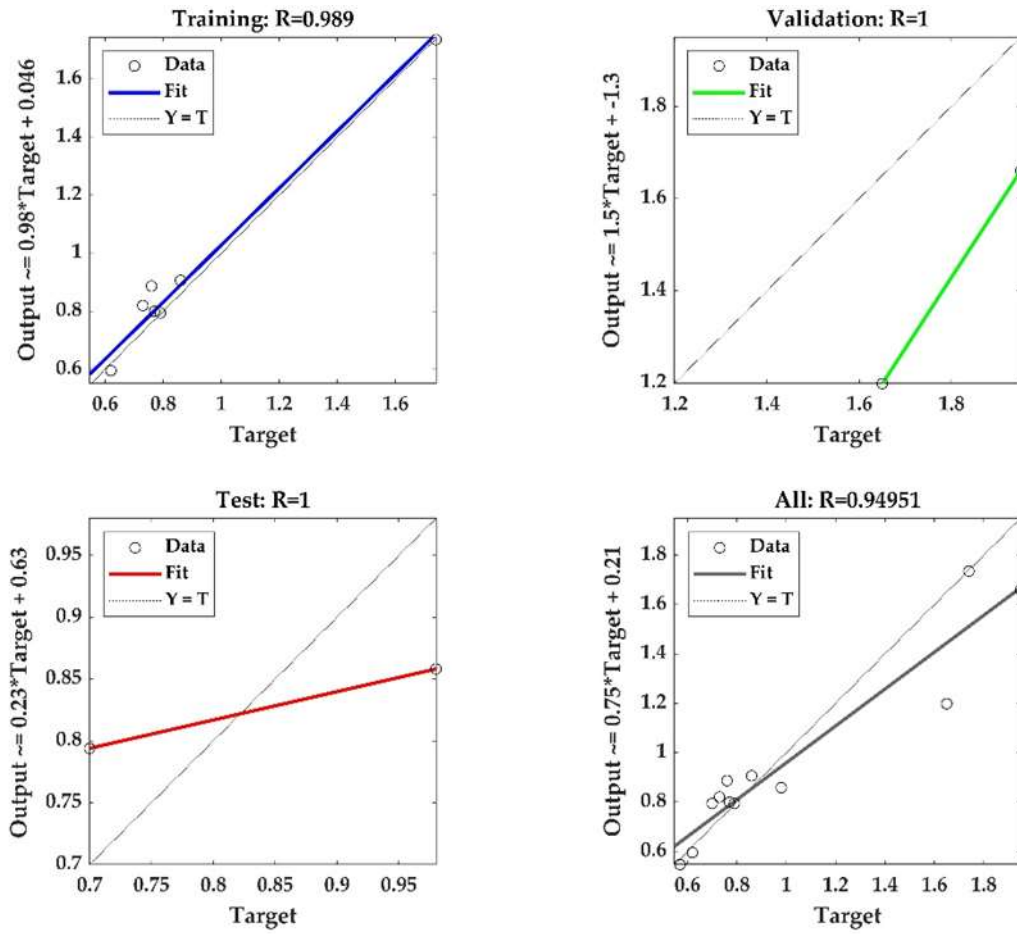 Training: R=0.989
Output ~= 0.98*Target + 0.046
Data
Fit
Y = T
1.6
1.4
1.2
1
0.8
0.6
0.6 0.8 1 1.2 1.4 1.6
Target
Validation: R=1
Output ~= 1.5*Target + -1.3
Data
Fit
Y = T
1.8
1.6
1.4
1.2
1.2 1.4 1.6 1.8
Target
Test: R=1
Output ~= 0.23*Target + 0.63
Data
Fit
Y = T
0.95
0.9
0.85
0.8
0.75
0.7
0.7 0.75 0.8 0.85 0.9 0.95
Target
All: R=0.94951
Output ~= 0.75*Target + 0.21
Data
Fit
Y = T
1.8
1.6
1.4
1.2
1
0.8
0.6
0.6 0.8 1 1.2 1.4 1.6 1.8
Target